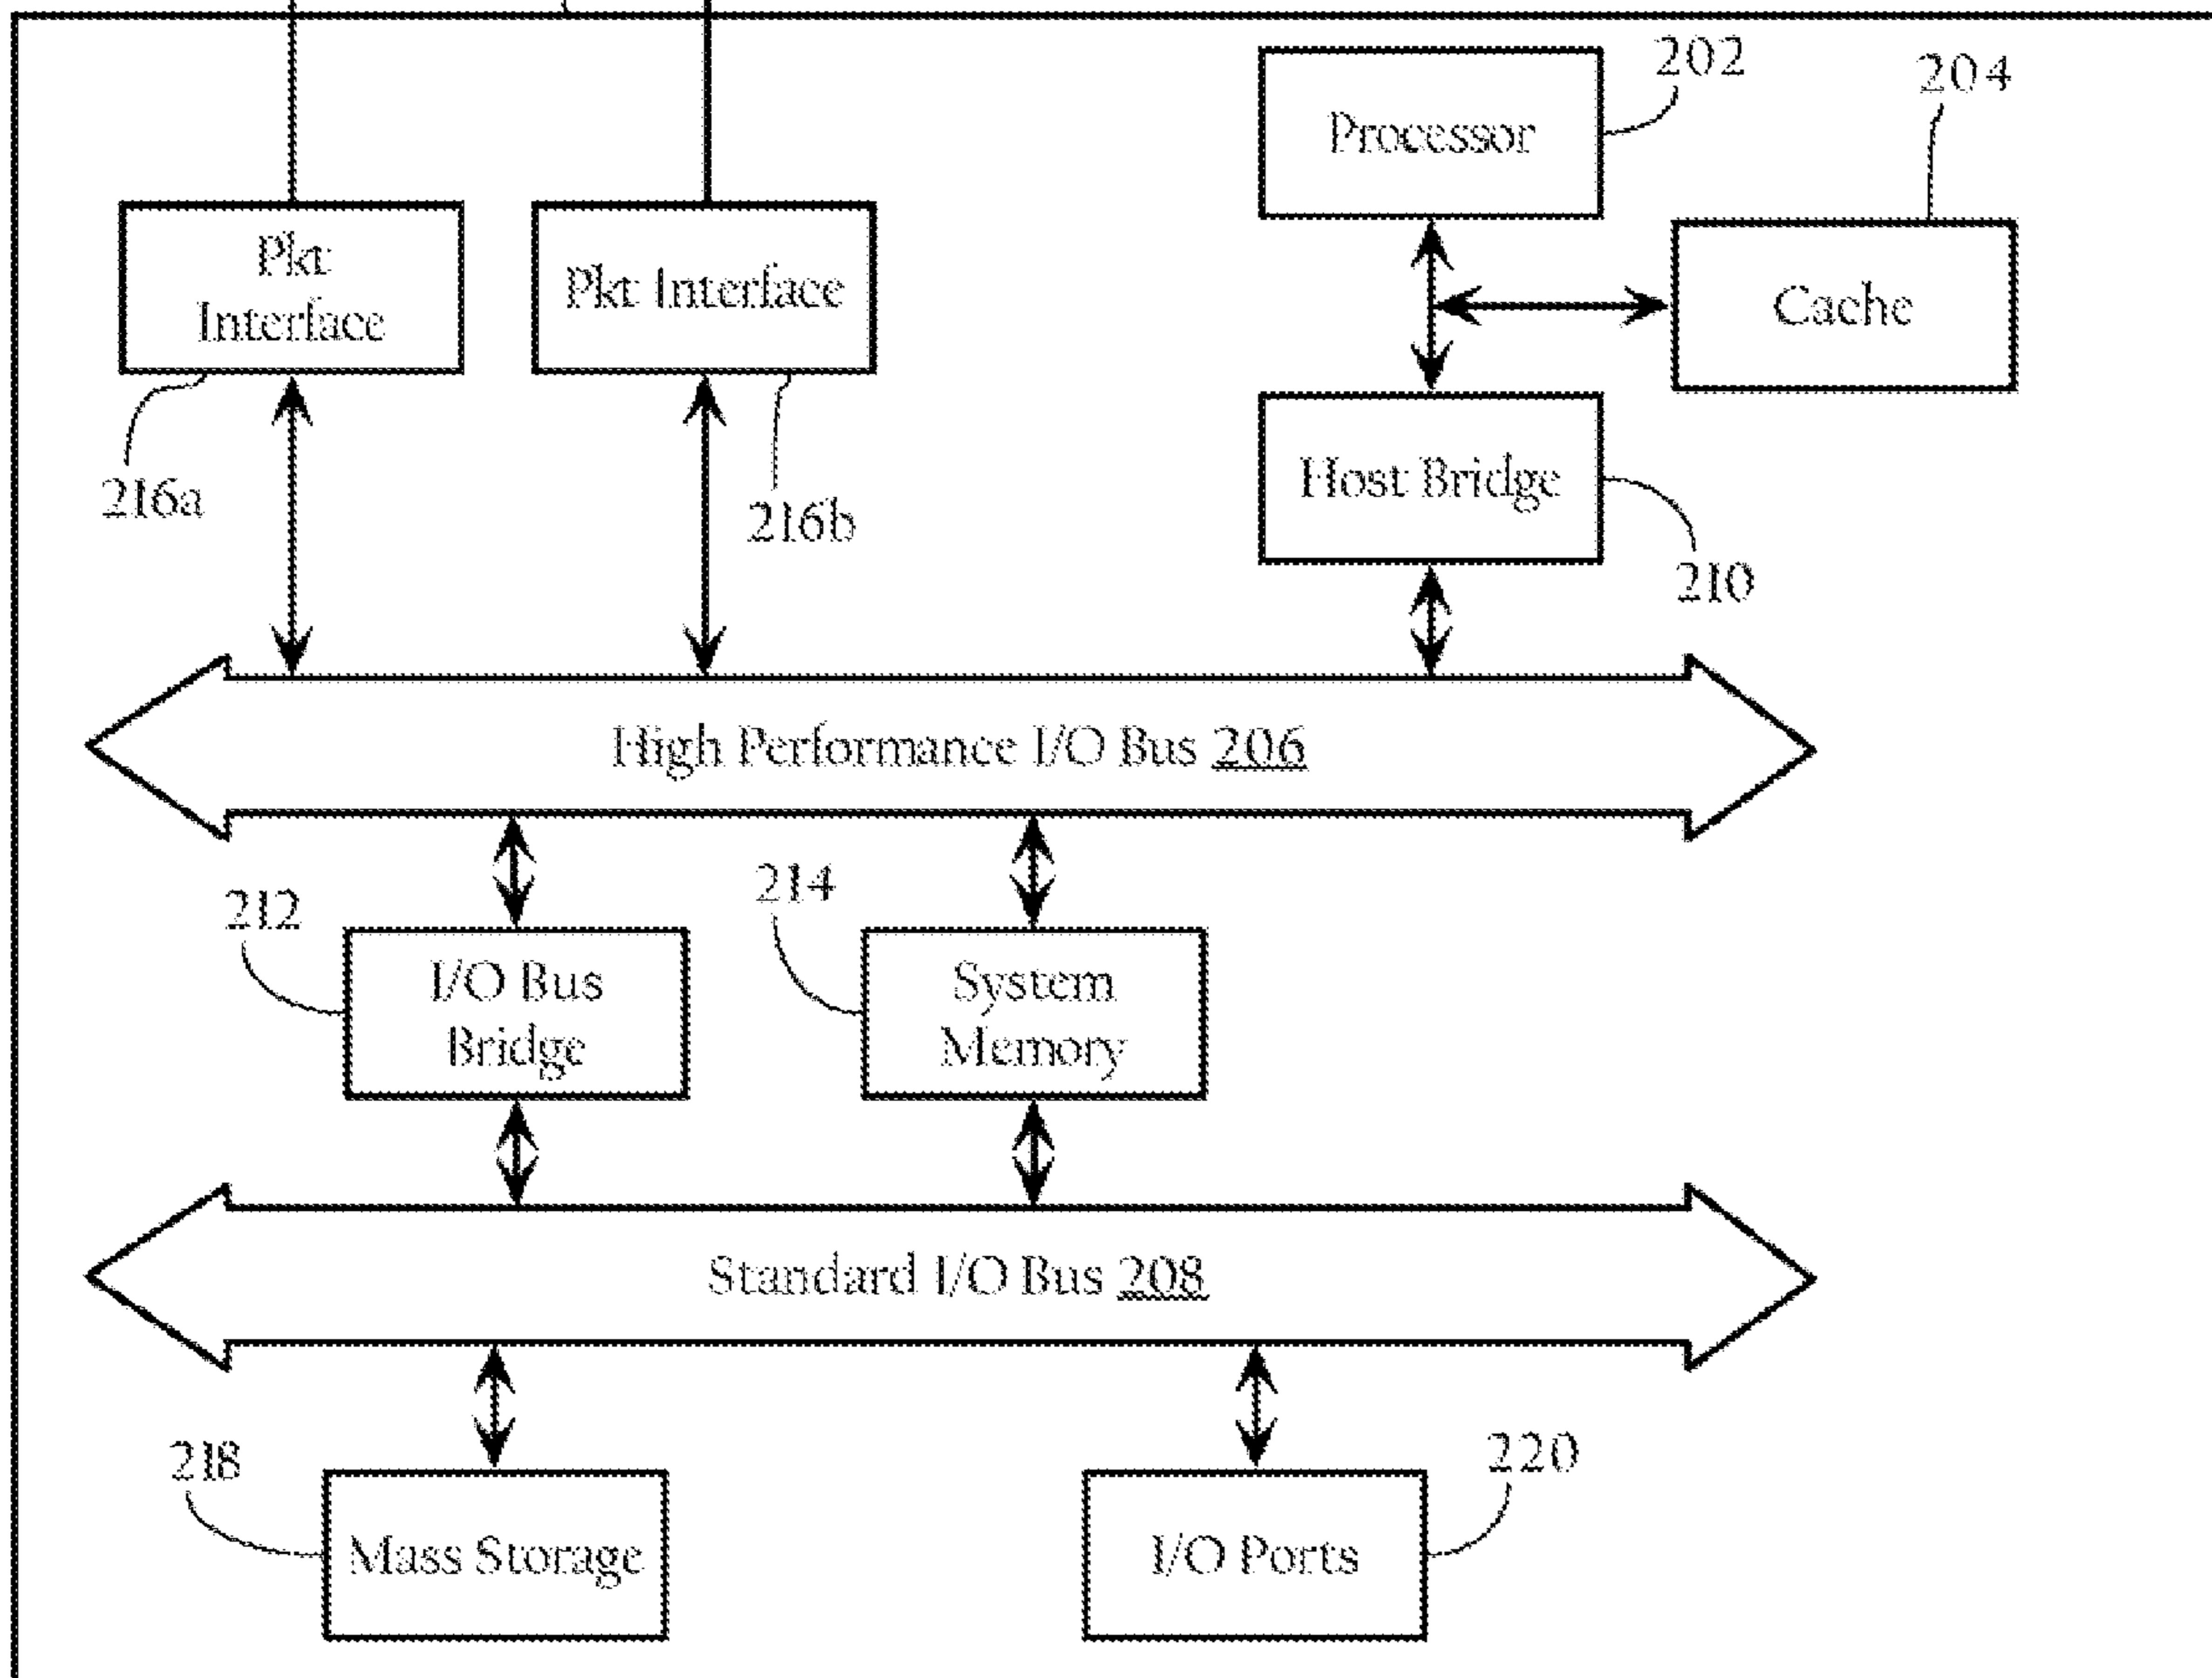 202
204
Processor
Pkt
Interface
Pkt Interface
Cache
216a
216b
Host Bridge
210
High Performance I/O Bus 206
212
214
I/O Bus
Bridge
System
Memory
Standard I/O Bus 208
218
220
Mass Storage
I/O Ports